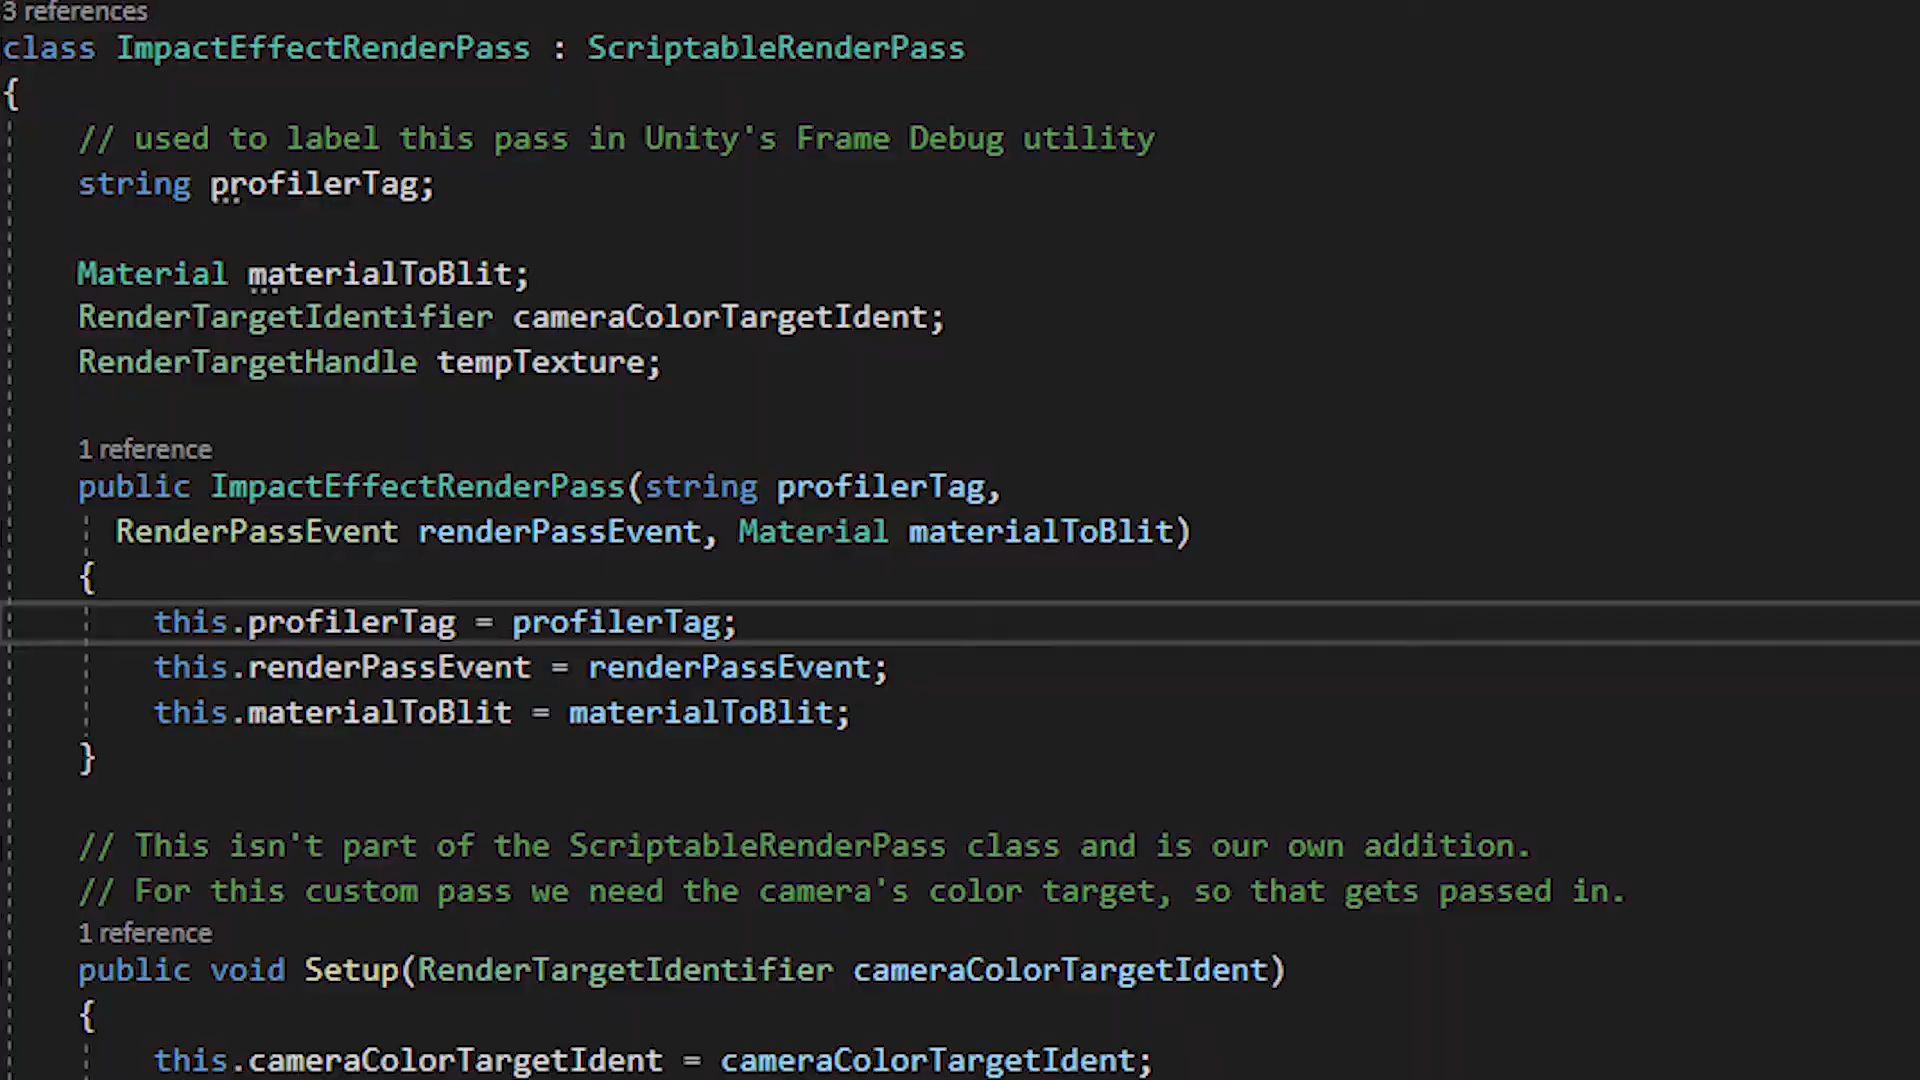 3 references
class ImpactEffectRenderPass : ScriptableRenderPass
{
// used to label this pass in Unity's Frame Debug utility
string profilerTag;
Material materialToBlit;
RenderTargetIdentifier cameraColorTargetIdent;
RenderTargetHandle tempTexture;
1 reference
public ImpactEffectRenderPass(string profilerTag,
RenderPassEvent renderPassEvent, Material materialToBlit)
{
this.profilerTag = profilerTag;
this.renderPassEvent = renderPassEvent;
this.materialToBlit = materialToBlit;
}
// This isn't part of the ScriptableRenderPass class and is our own addition.
// For this custom pass we need the camera's color target, so that gets passed in.
1 reference
public void Setup(RenderTargetIdentifier cameraColorTargetIdent)
{
this.cameraColorTargetIdent = cameraColorTargetIdent;